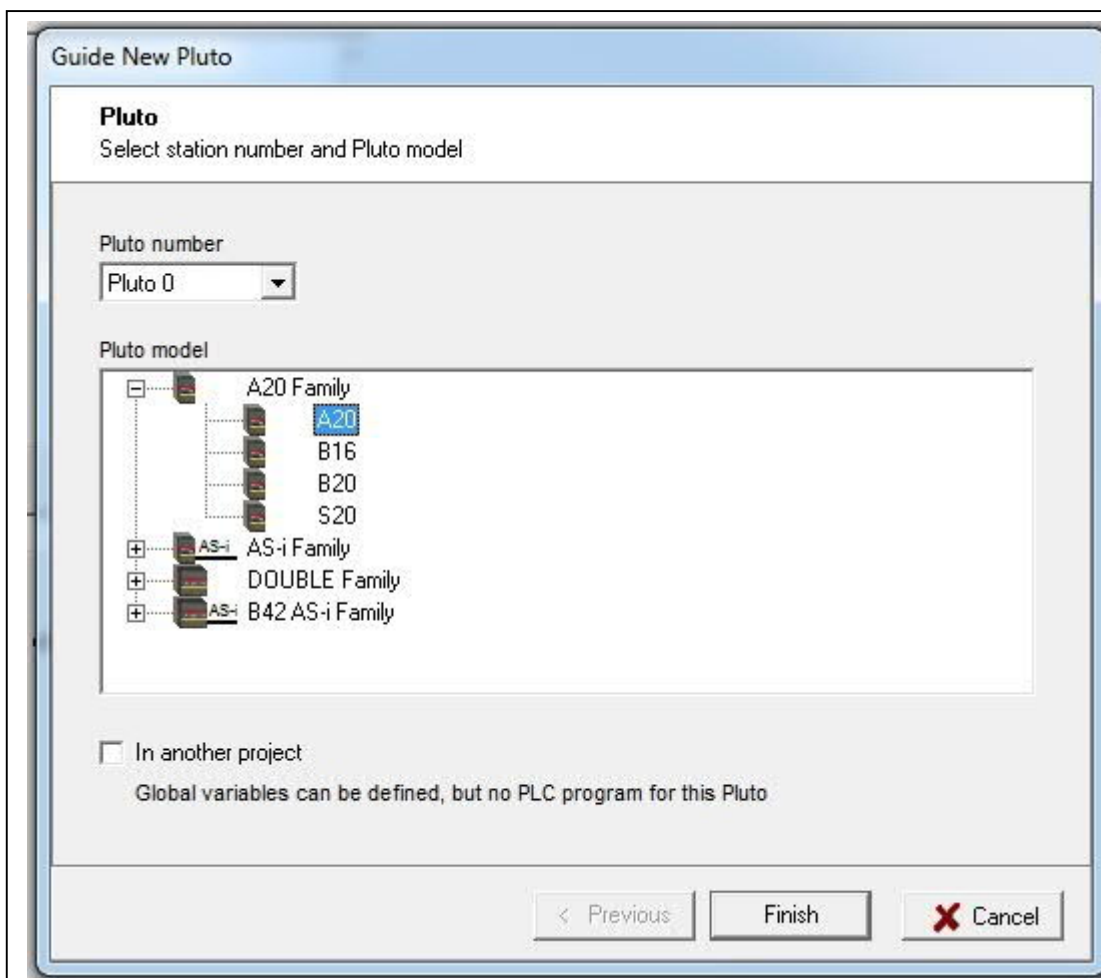 Guide New Pluto
Pluto
Select station number and Pluto model
Pluto number
Pluto 0
Pluto model
A20 Family
A20
B16
B20
S20
AS-i AS-i Family
DOUBLE Family
AS-i B42 AS-i Family
In another project
Global variables can be defined, but no PLC program for this Pluto
< Previous Finish Cancel